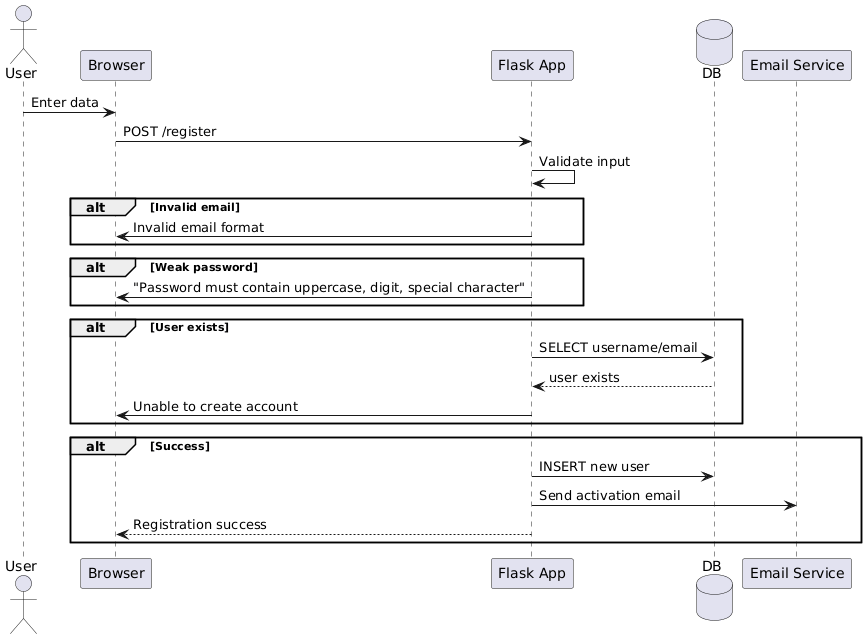 User
Browser
Flask App
DB
Email Service
Enter data
POST /register
Validate input
alt [Invalid email]
Invalid email format
alt [Weak password]
"Password must contain uppercase, digit, special character"
alt [User exists]
SELECT username/email
user exists
Unable to create account
alt [Success]
INSERT new user
Send activation email
Registration success
User
Browser
Flask App
DB
Email Service